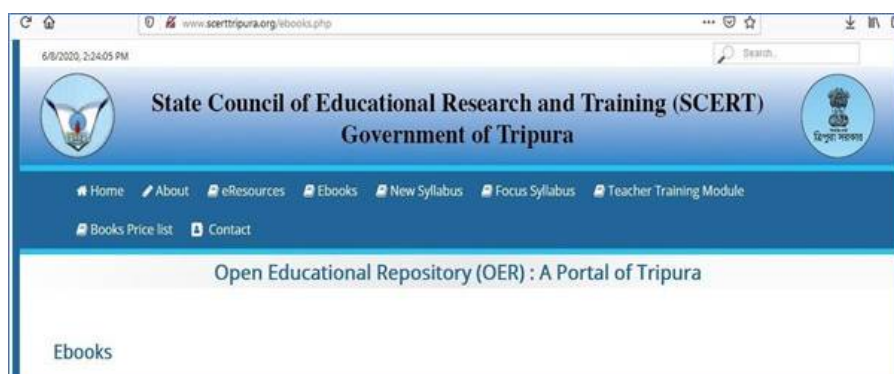 www.scerttripura.org/ebooks.php
6/8/2020, 2:24:05 PM
Search..
State Council of Educational Research and Training (SCERT)
Government of Tripura
ত্রিপুরা সরকার
Home About eResources Ebooks New Syllabus Focus Syllabus Teacher Training Module
Books Price list Contact
Open Educational Repository (OER) : A Portal of Tripura
Ebooks